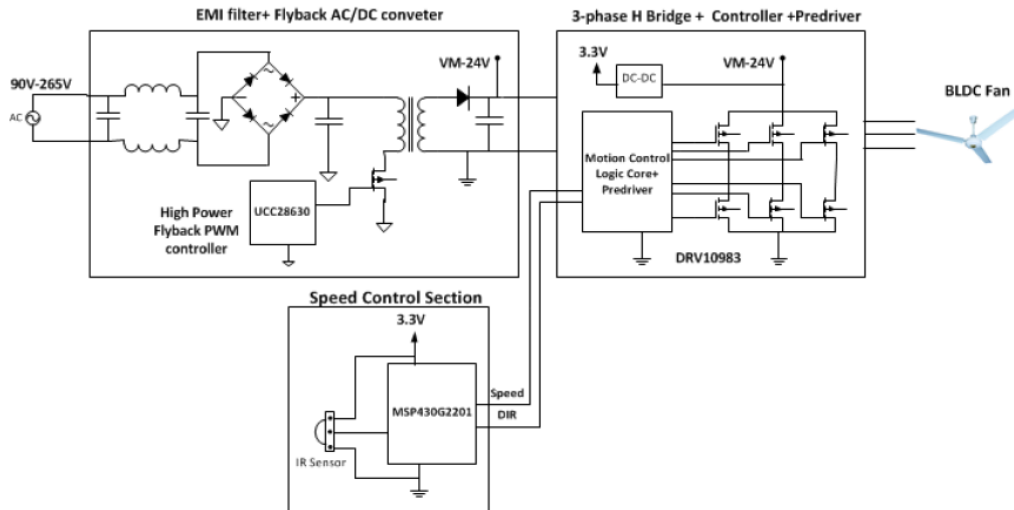 EMI filter+ Flyback AC/DC conveter
3-phase H Bridge + Controller +Predriver
90V-265V
AC
VM-24V
3.3V
DC-DC
VM-24V
BLDC Fan
Motion Control
Logic Core+
Predriver
UCC28630
High Power
Flyback PWM
controller
DRV10983
Speed Control Section
3.3V
MSP430G2201
Speed
DIR
IR Sensor